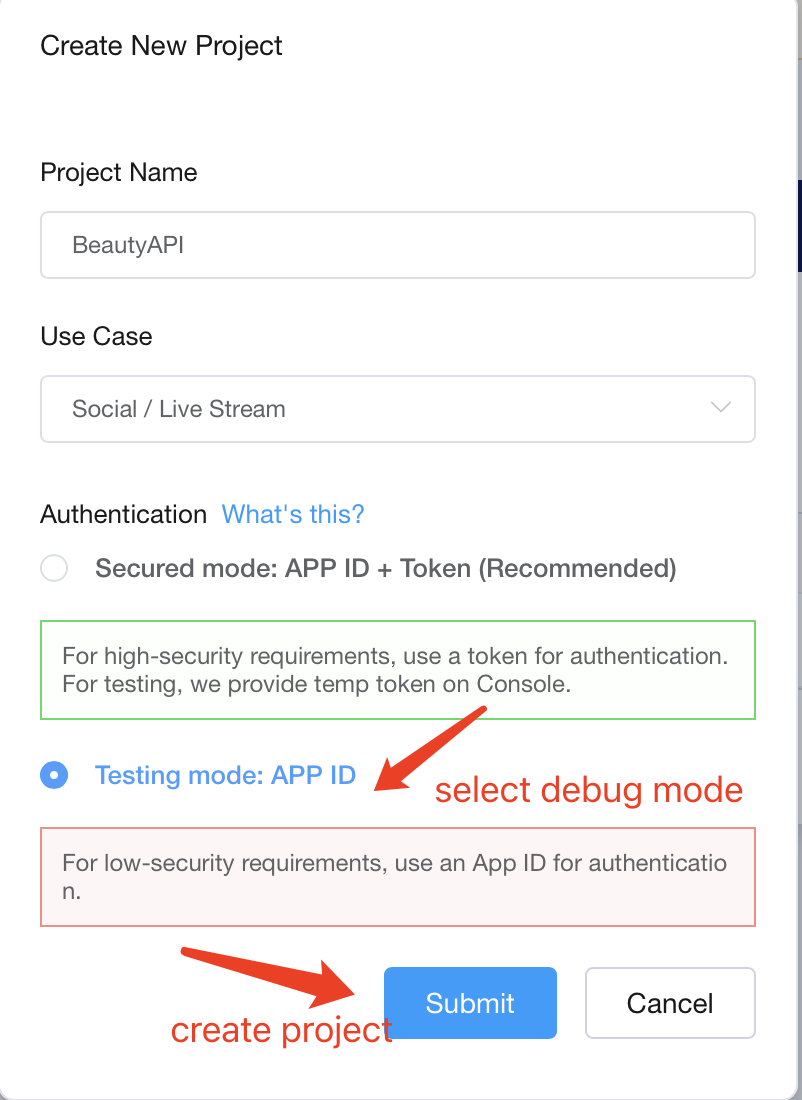 Create New Project
Project Name
BeautyAPI
Use Case
Social / Live Stream
Authentication What's this?
Secured mode: APP ID + Token (Recommended)
For high-security requirements, use a token for authentication.
For testing, we provide temp token on Console.
Testing mode: APP ID
select debug mode
For low-security requirements, use an App ID for authenticatio
n.
create project
Submit
Cancel